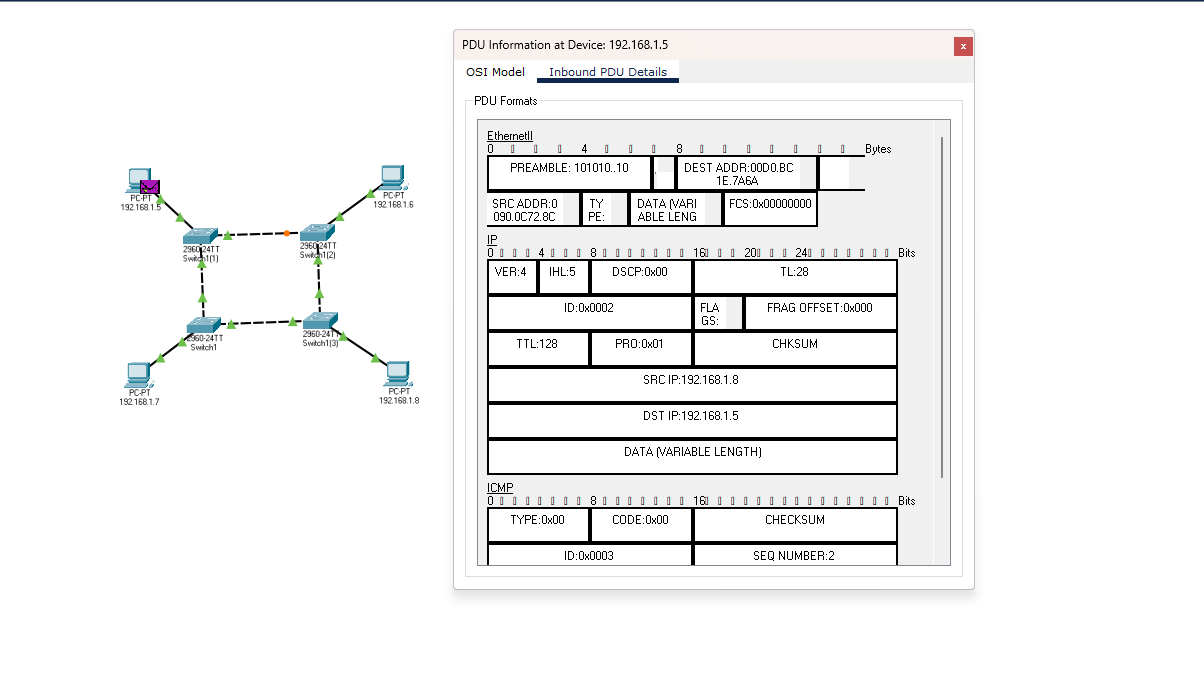 PDU Information at Device: 192.168.1.5
x
OSI Model
Inbound PDU Details
PDU Formats
EthernetII
0 4 8 Bytes
PREAMBLE: 101010..10
DEST ADDR:00D0.BC
1E.7A6A
SRC ADDR:0
090.0C72.8C
TY
PE:
DATA (VARI
ABLE LENG
FCS:0x00000000
IP
0 4 8 16 20 24 Bits
VER:4
IHL:5
DSCP:0x00
TL:28
ID:0x0002
FLA
GS:
FRAG OFFSET:0x000
TTL:128
PRO:0x01
CHKSUM
SRC IP:192.168.1.8
DST IP:192.168.1.5
DATA (VARIABLE LENGTH)
ICMP
0 8 16 Bits
TYPE:0x00
CODE:0x00
CHECKSUM
ID:0x0003
SEQ NUMBER:2
PC-PT
192.168.1.5
PC-PT
192.168.1.6
2960-24TT
Switch1(1)
2960-24TT
Switch1(2)
2960-24TT
Switch1
2960-24TT
Switch1(3)
PC-PT
192.168.1.7
PC-PT
192.168.1.8